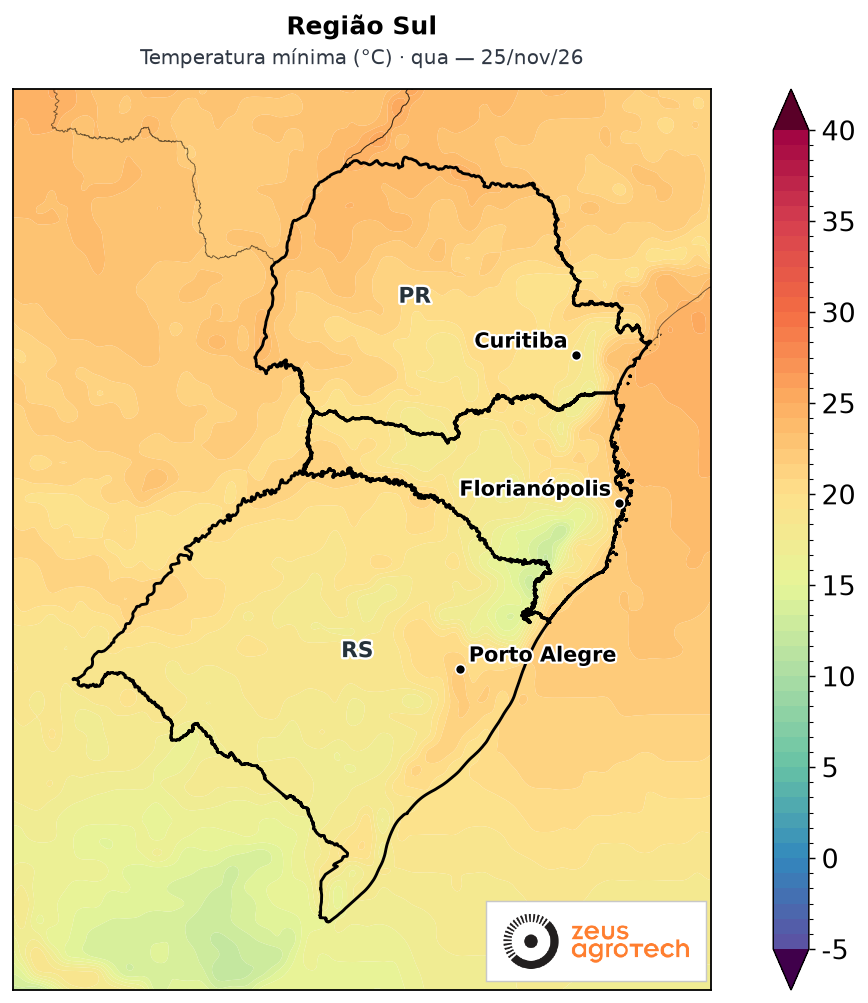 Região Sul
Temperatura mínima (°C) · qua — 25/nov/26
PR
Curitiba
Florianópolis
RS
Porto Alegre
40
35
30
25
20
15
10
5
0
-5
zeus
agrotech